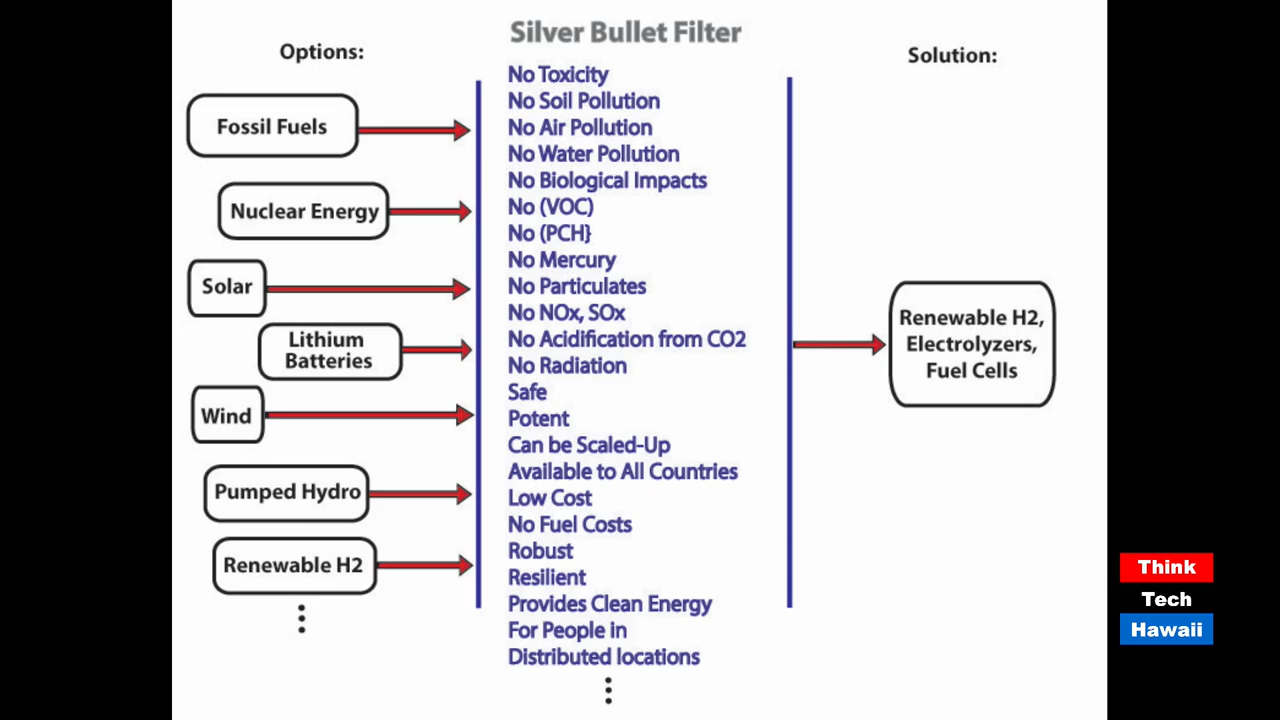 Silver Bullet Filter
Options:
Fossil Fuels
Nuclear Energy
Solar
Lithium
Batteries
Wind
Pumped Hydro
Renewable H2
No Toxicity
No Soil Pollution
No Air Pollution
No Water Pollution
No Biological Impacts
No (VOC)
No (PCH}
No Mercury
No Particulates
No NOx, SOx
No Acidification from CO2
No Radiation
Safe
Potent
Can be Scaled-Up
Available to All Countries
Low Cost
No Fuel Costs
Robust
Resilient
Provides Clean Energy
For People in
Distributed locations
Solution:
Renewable H2,
Electrolyzers,
Fuel Cells
Think
Tech
Hawaii